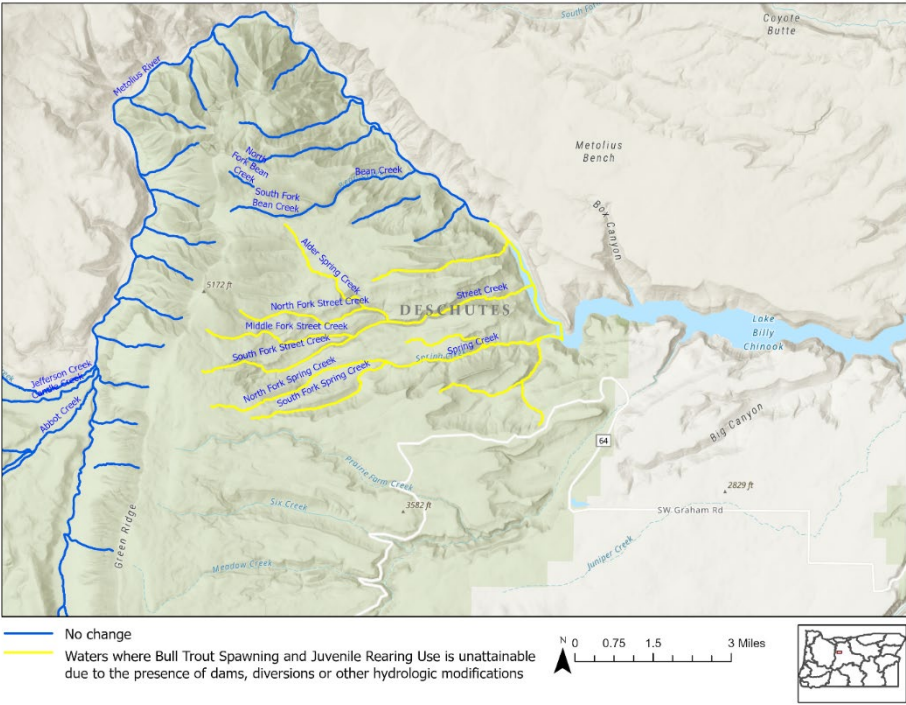 South Fork
Coyote
Butte
Metolius River
Metolius
Bench
North
Fork Bean
Creek
Bean Creek
South Fork
Bean Creek
Box Canyon
Alder Spring Creek
5172 ft
Street Creek
North Fork Street Creek
DESCHUTES
Middle Fork Street Creek
Lake
Billy
Chinook
South Fork Street Creek
Spring Creek
North Fork Spring Creek
South Fork Spring Creek
Jefferson Creek
Candle Creek
Abbot Creek
Big Canyon
64
Prairie Farm Creek
2829 ft
Six Creek
3582 ft
SW Graham Rd
Green Ridge
Juniper Creek
Meadow Creek
No change
Waters where Bull Trout Spawning and Juvenile Rearing Use is unattainable
due to the presence of dams, diversions or other hydrologic modifications
N
0 0.75 1.5 3 Miles